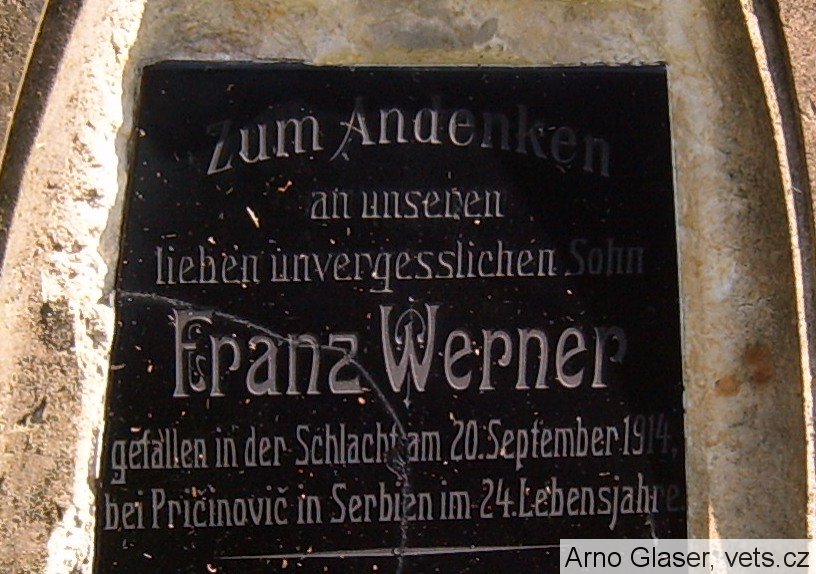 Zum Andenken
an unseren
lieben unvergesslichen Sohn
Franz Werner
gefallen in der Schlacht am 20. September 1914,
bei Pričinovič in Serbien im 24. Lebensjahre.
Arno Glaser, vets.cz